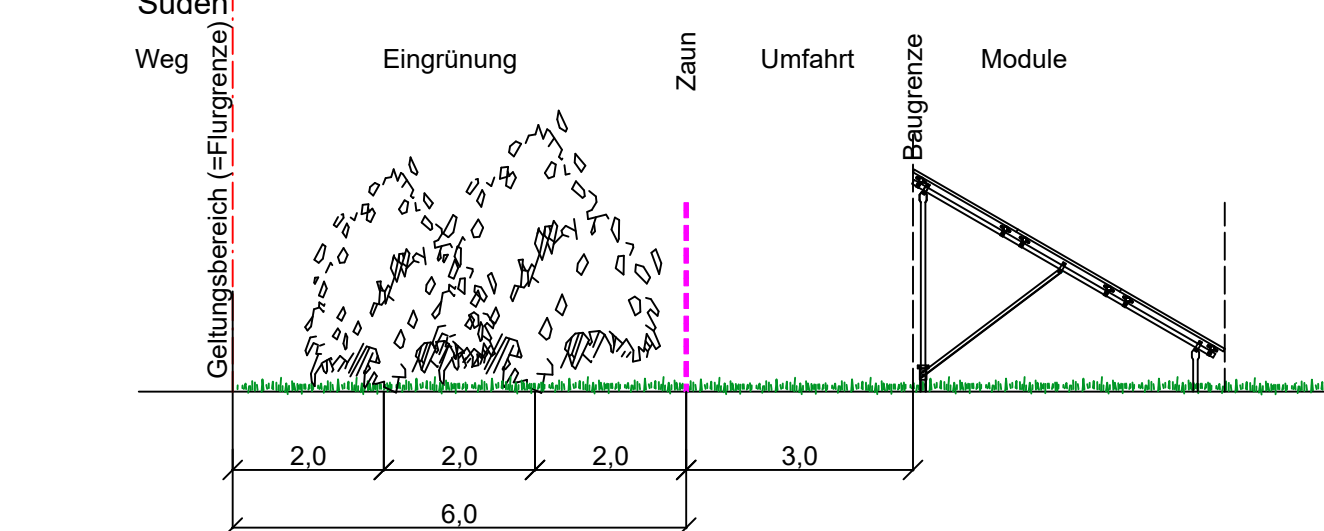 Süden
Weg
Geltungsbereich (=Flurgrenze)
Eingrünung
Zaun
Umfahrt
Baugrenze
Module
2,0
2,0
2,0
3,0
6,0